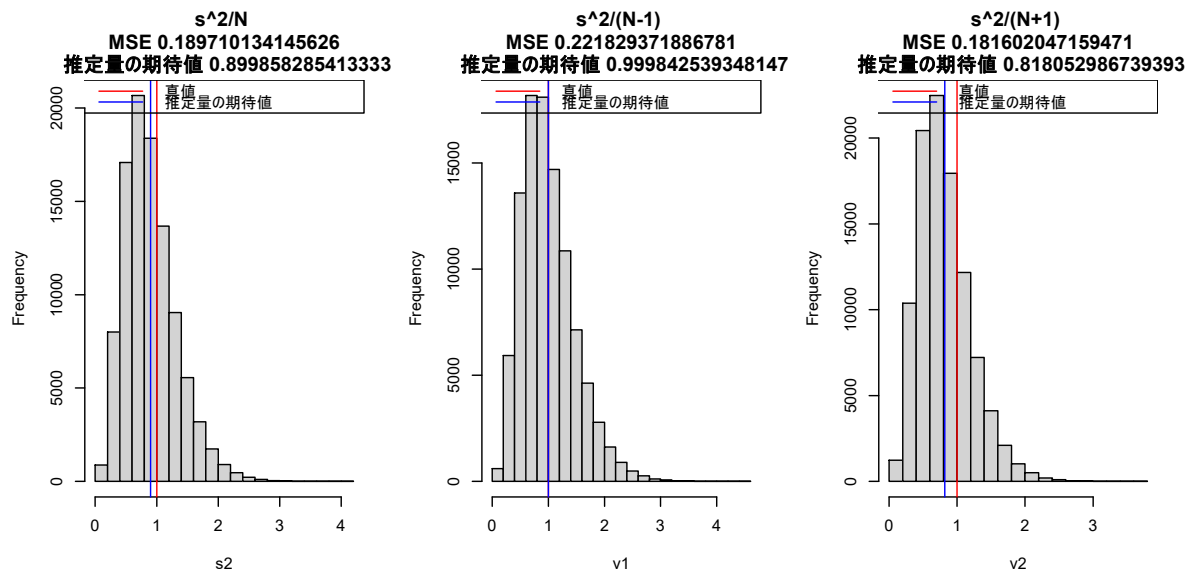 s^2/N
MSE 0.189710134145626
推定量の期待値 0.899858285413333
真値
推定量の期待値
Frequency
0
5000
10000
15000
20000
0
1
2
3
4
s2
s^2/(N-1)
MSE 0.221829371886781
推定量の期待値 0.999842539348147
真値
推定量の期待値
Frequency
0
5000
10000
15000
0
1
2
3
4
v1
s^2/(N+1)
MSE 0.181602047159471
推定量の期待値 0.818052986739393
真値
推定量の期待値
Frequency
0
5000
10000
15000
20000
0
1
2
3
v2